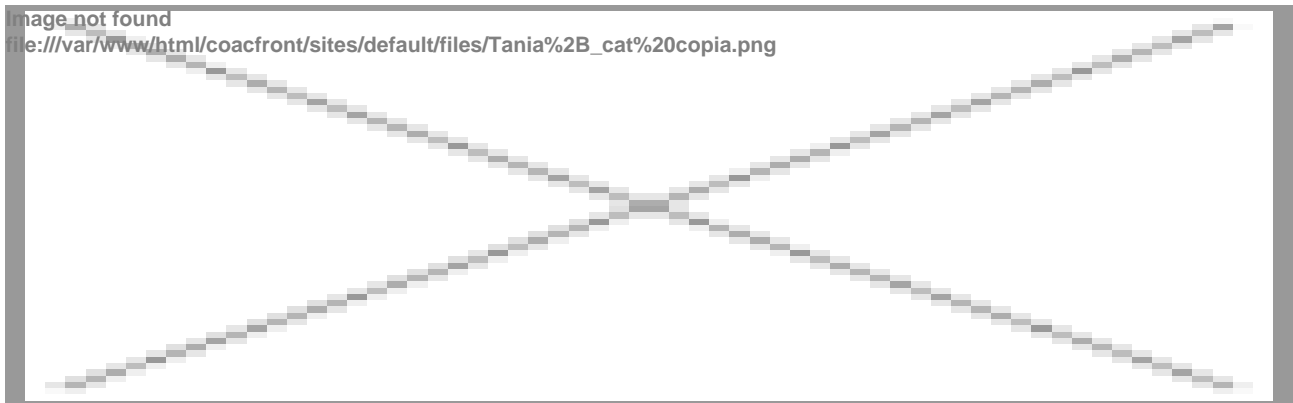 Image not found
file:///var/www/html/coacfront/sites/default/files/Tania%2B_cat%20copia.png